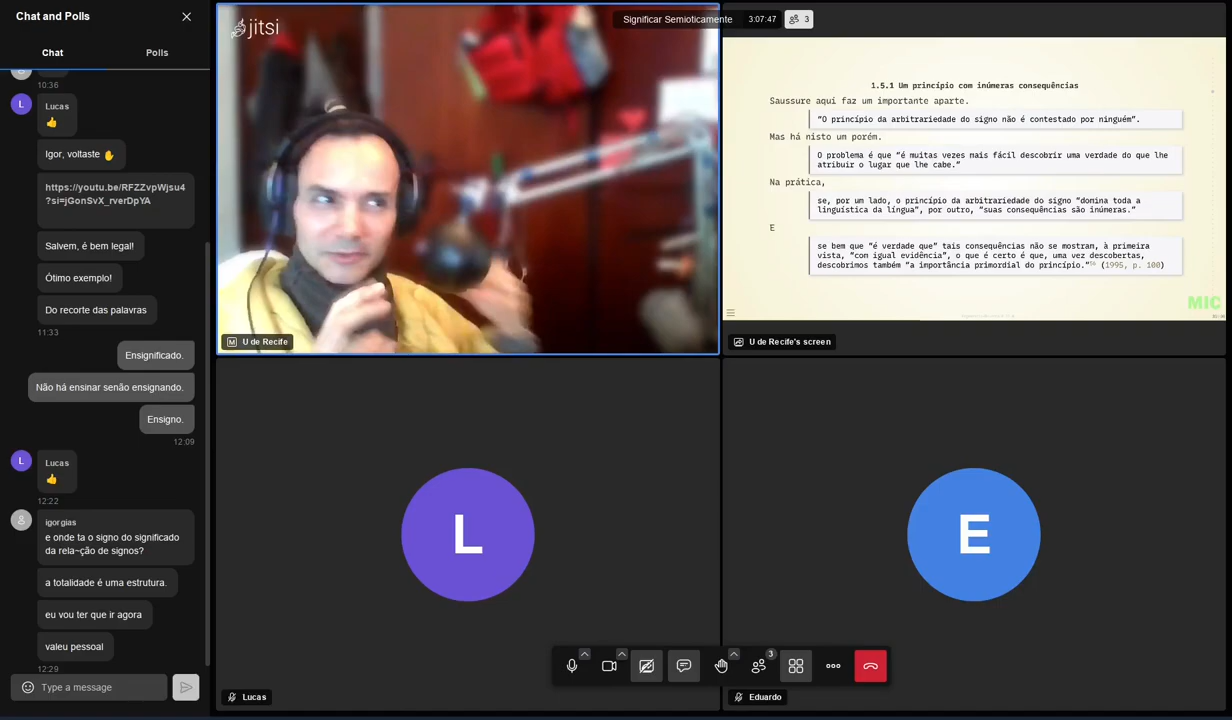 Chat and Polls
Chat
Polls
10:36
L
Lucas
👍
Igor, voltaste ✋
https://youtu.be/RFZZvpWjsu4
?si=jGonSvX_rverDpYA
Salvem, é bem legal!
Ótimo exemplo!
Do recorte das palavras
11:33
Ensignificado.
Não há ensinar senão ensignando.
Ensigno.
12:09
L
Lucas
👍
12:22
igorgias
e onde ta o signo do significado
da rela~ção de signos?
a totalidade é uma estrutura.
eu vou ter que ir agora
valeu pessoal
12:29
Type a message
jitsi
Significar Semioticamente
3:07:47
3
M
U de Recife
1.5.1 Um princípio com inúmeras consequências
Saussure aqui faz um importante aparte.
“O princípio da arbitrariedade do signo não é contestado por ninguém”.
Mas há nisto um porém.
O problema é que “é muitas vezes mais fácil descobrir uma verdade do que lhe
atribuir o lugar que lhe cabe.”
Na prática,
se, por um lado, o princípio da arbitrariedade do signo “domina toda a
linguística da língua”, por outro, “suas consequências são inúmeras.”
E
se bem que “é verdade que” tais consequências não se mostram, à primeira
vista, “com igual evidência”, o que é certo é que, uma vez descobertas,
descobrimos também “a importância primordial do princípio.” (1995, p. 100)
MIC
U de Recife's screen
L
E
3
Lucas
Eduardo